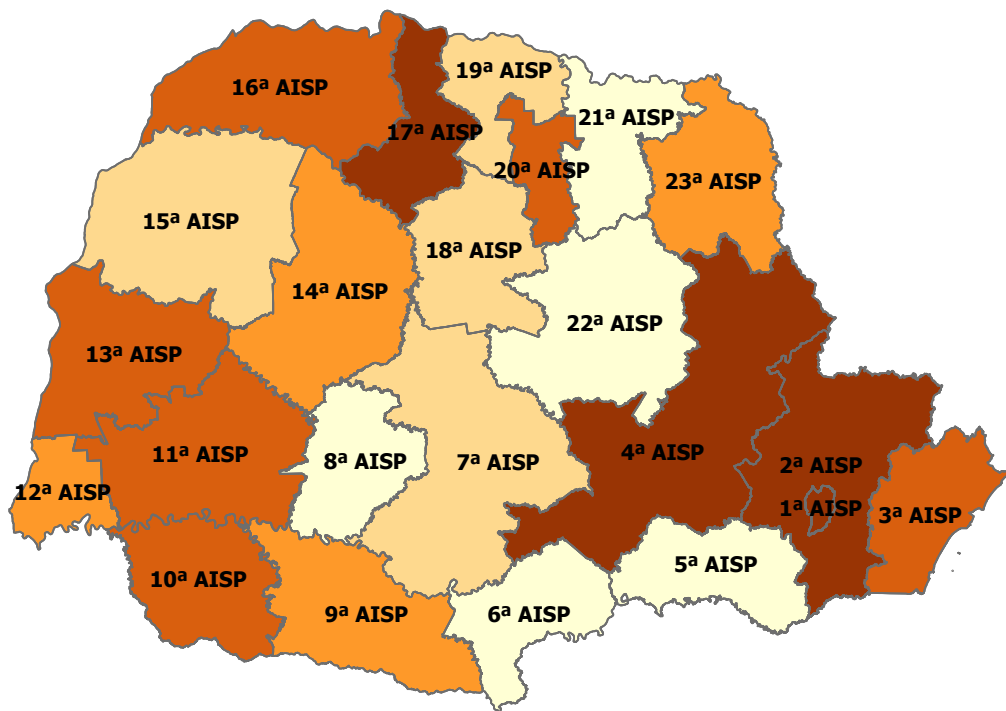 19ª AISP
16ª AISP
21ª AISP
17ª AISP
20ª AISP
23ª AISP
15ª AISP
18ª AISP
14ª AISP
22ª AISP
13ª AISP
11ª AISP
4ª AISP
8ª AISP
7ª AISP
2ª AISP
12ª AISP
1ª AISP
3ª AISP
5ª AISP
10ª AISP
9ª AISP
6ª AISP